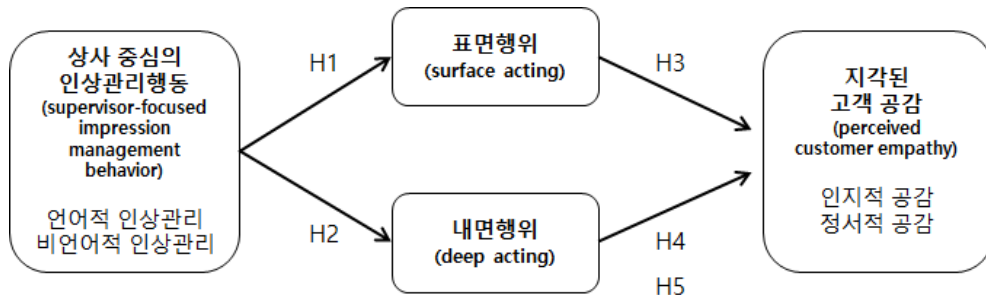 상사 중심의
인상관리행동
(supervisor-focused
impression
management
behavior)
언어적 인상관리
비언어적 인상관리
H1
H2
표면행위
(surface acting)
내면행위
(deep acting)
H3
H4
H5
지각된
고객 공감
(perceived
customer empathy)
인지적 공감
정서적 공감